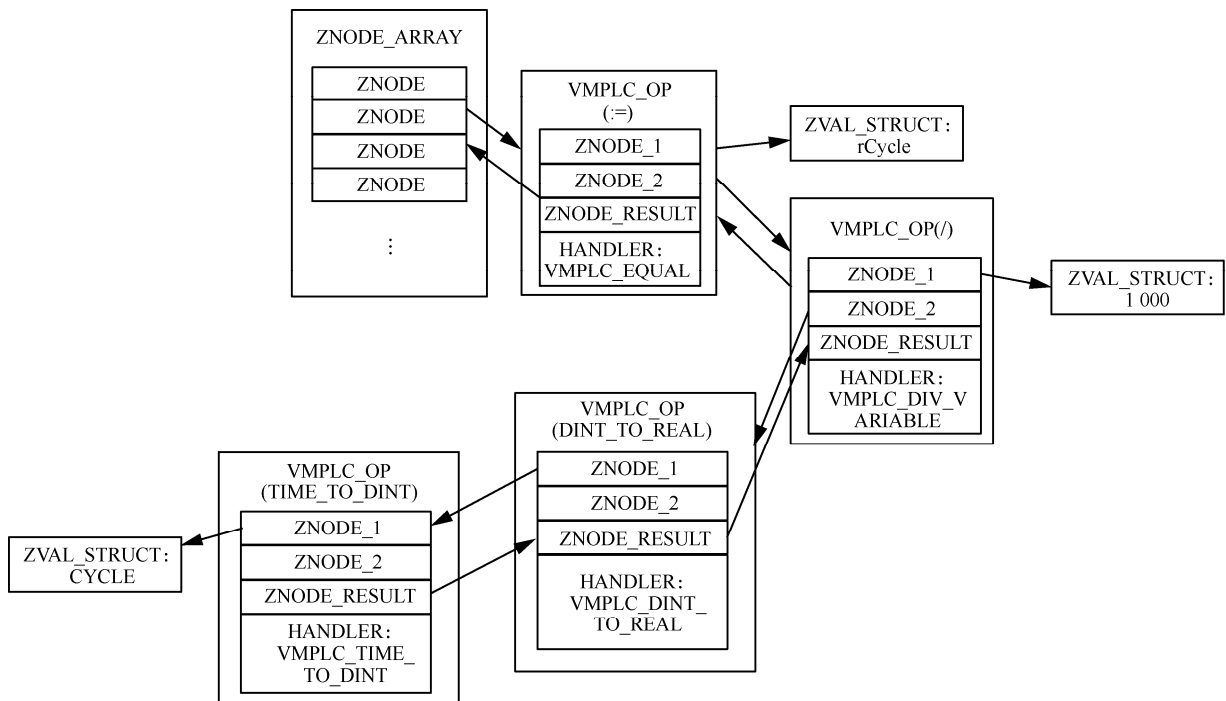 ZNODE_ARRAY
ZNODE
ZNODE
ZNODE
ZNODE
⋮
VMPLC_OP
(:=)
ZNODE_1
ZNODE_2
ZNODE_RESULT
HANDLER:
VMPLC_EQUAL
ZVAL_STRUCT:
rCycle
VMPLC_OP(/)
ZNODE_1
ZNODE_2
ZNODE_RESULT
HANDLER:
VMPLC_DIV_V
ARIABLE
ZVAL_STRUCT:
1 000
VMPLC_OP
(DINT_TO_REAL)
ZNODE_1
ZNODE_2
ZNODE_RESULT
HANDLER:
VMPLC_DINT_
TO_REAL
VMPLC_OP
(TIME_TO_DINT)
ZNODE_1
ZNODE_2
ZNODE_RESULT
HANDLER:
VMPLC_TIME_
TO_DINT
ZVAL_STRUCT:
CYCLE